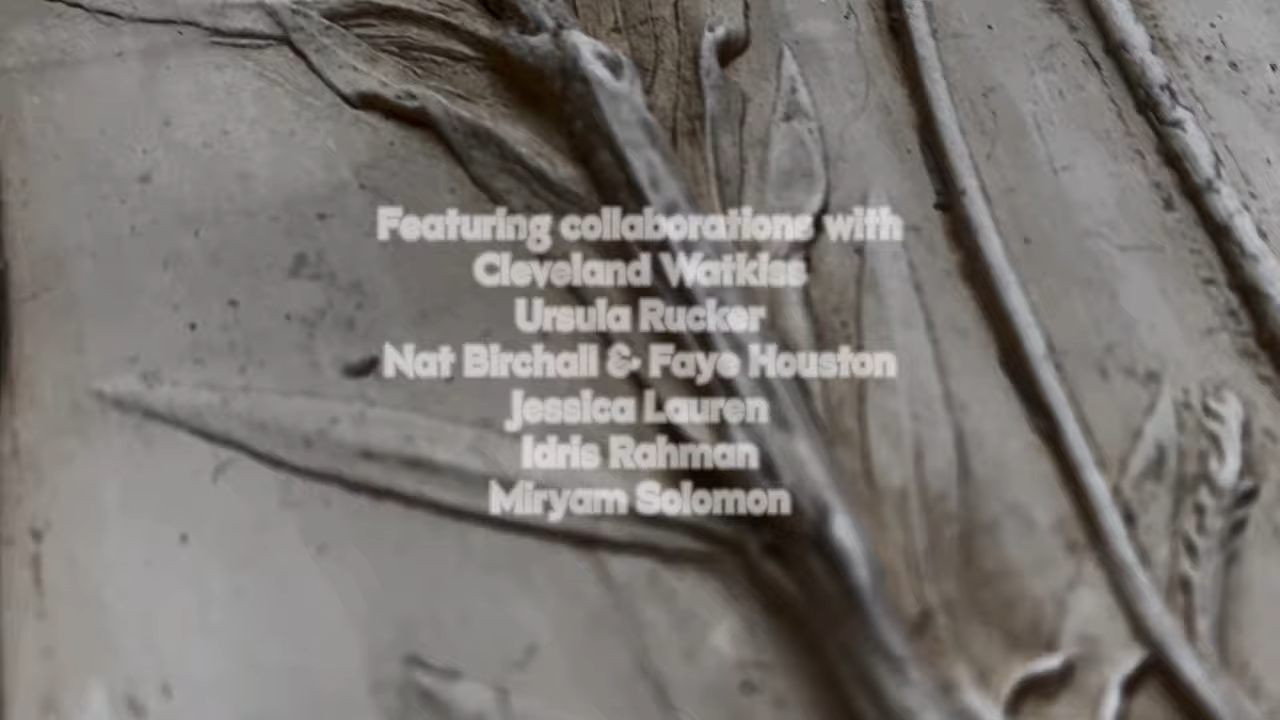 Featuring collaborations with
Cleveland Watkiss
Ursula Rucker
Nat Birchall & Faye Houston
Jessica Lauren
Idris Rahman
Miryam Solomon